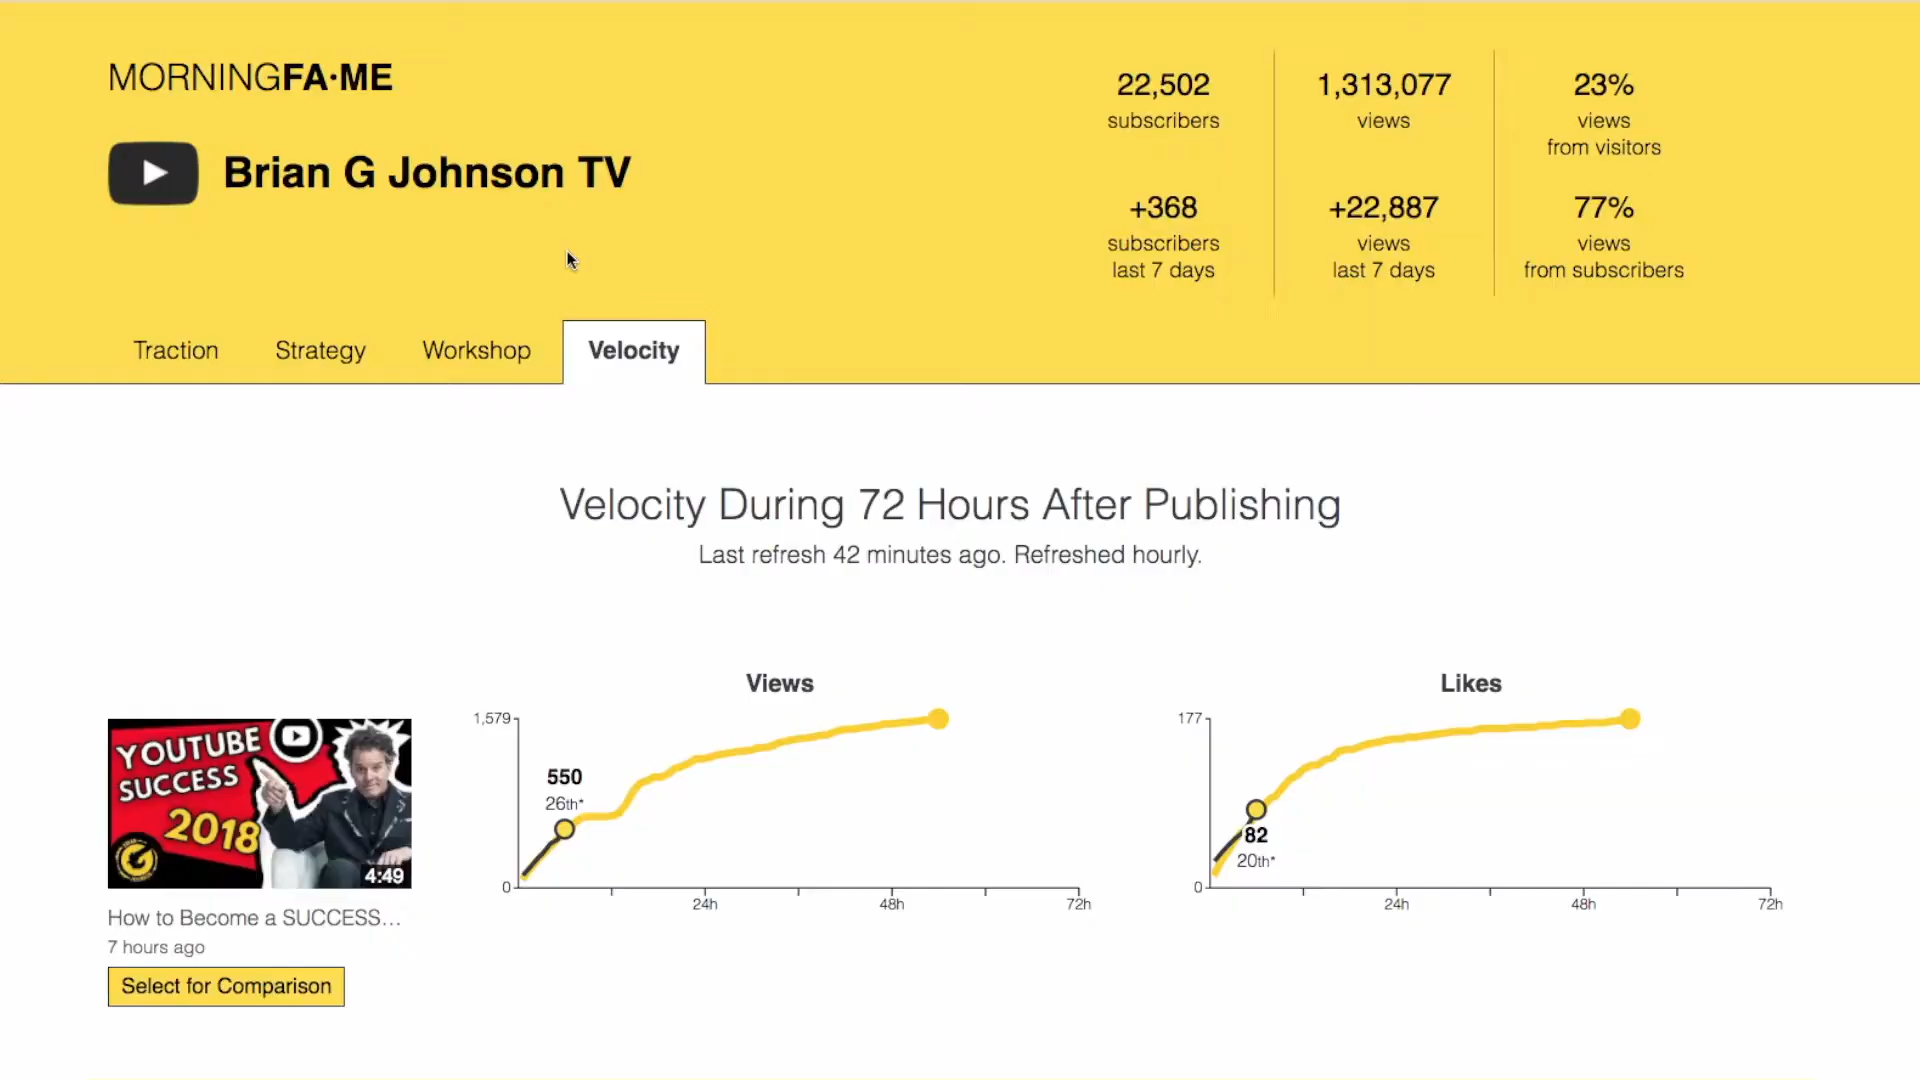 MORNINGFA·ME
Brian G Johnson TV
22,502
subscribers
+368
subscribers
last 7 days
1,313,077
views
+22,887
views
last 7 days
23%
views
from visitors
77%
views
from subscribers
Traction Strategy Workshop Velocity
Velocity During 72 Hours After Publishing
Last refresh 42 minutes ago. Refreshed hourly.
YOUTUBE
SUCCESS
2018
4:49
How to Become a SUCCESS...
7 hours ago
Select for Comparison
Views
1,579
550
26th*
0
24h 48h 72h
Likes
177
82
20th*
0
24h 48h 72h